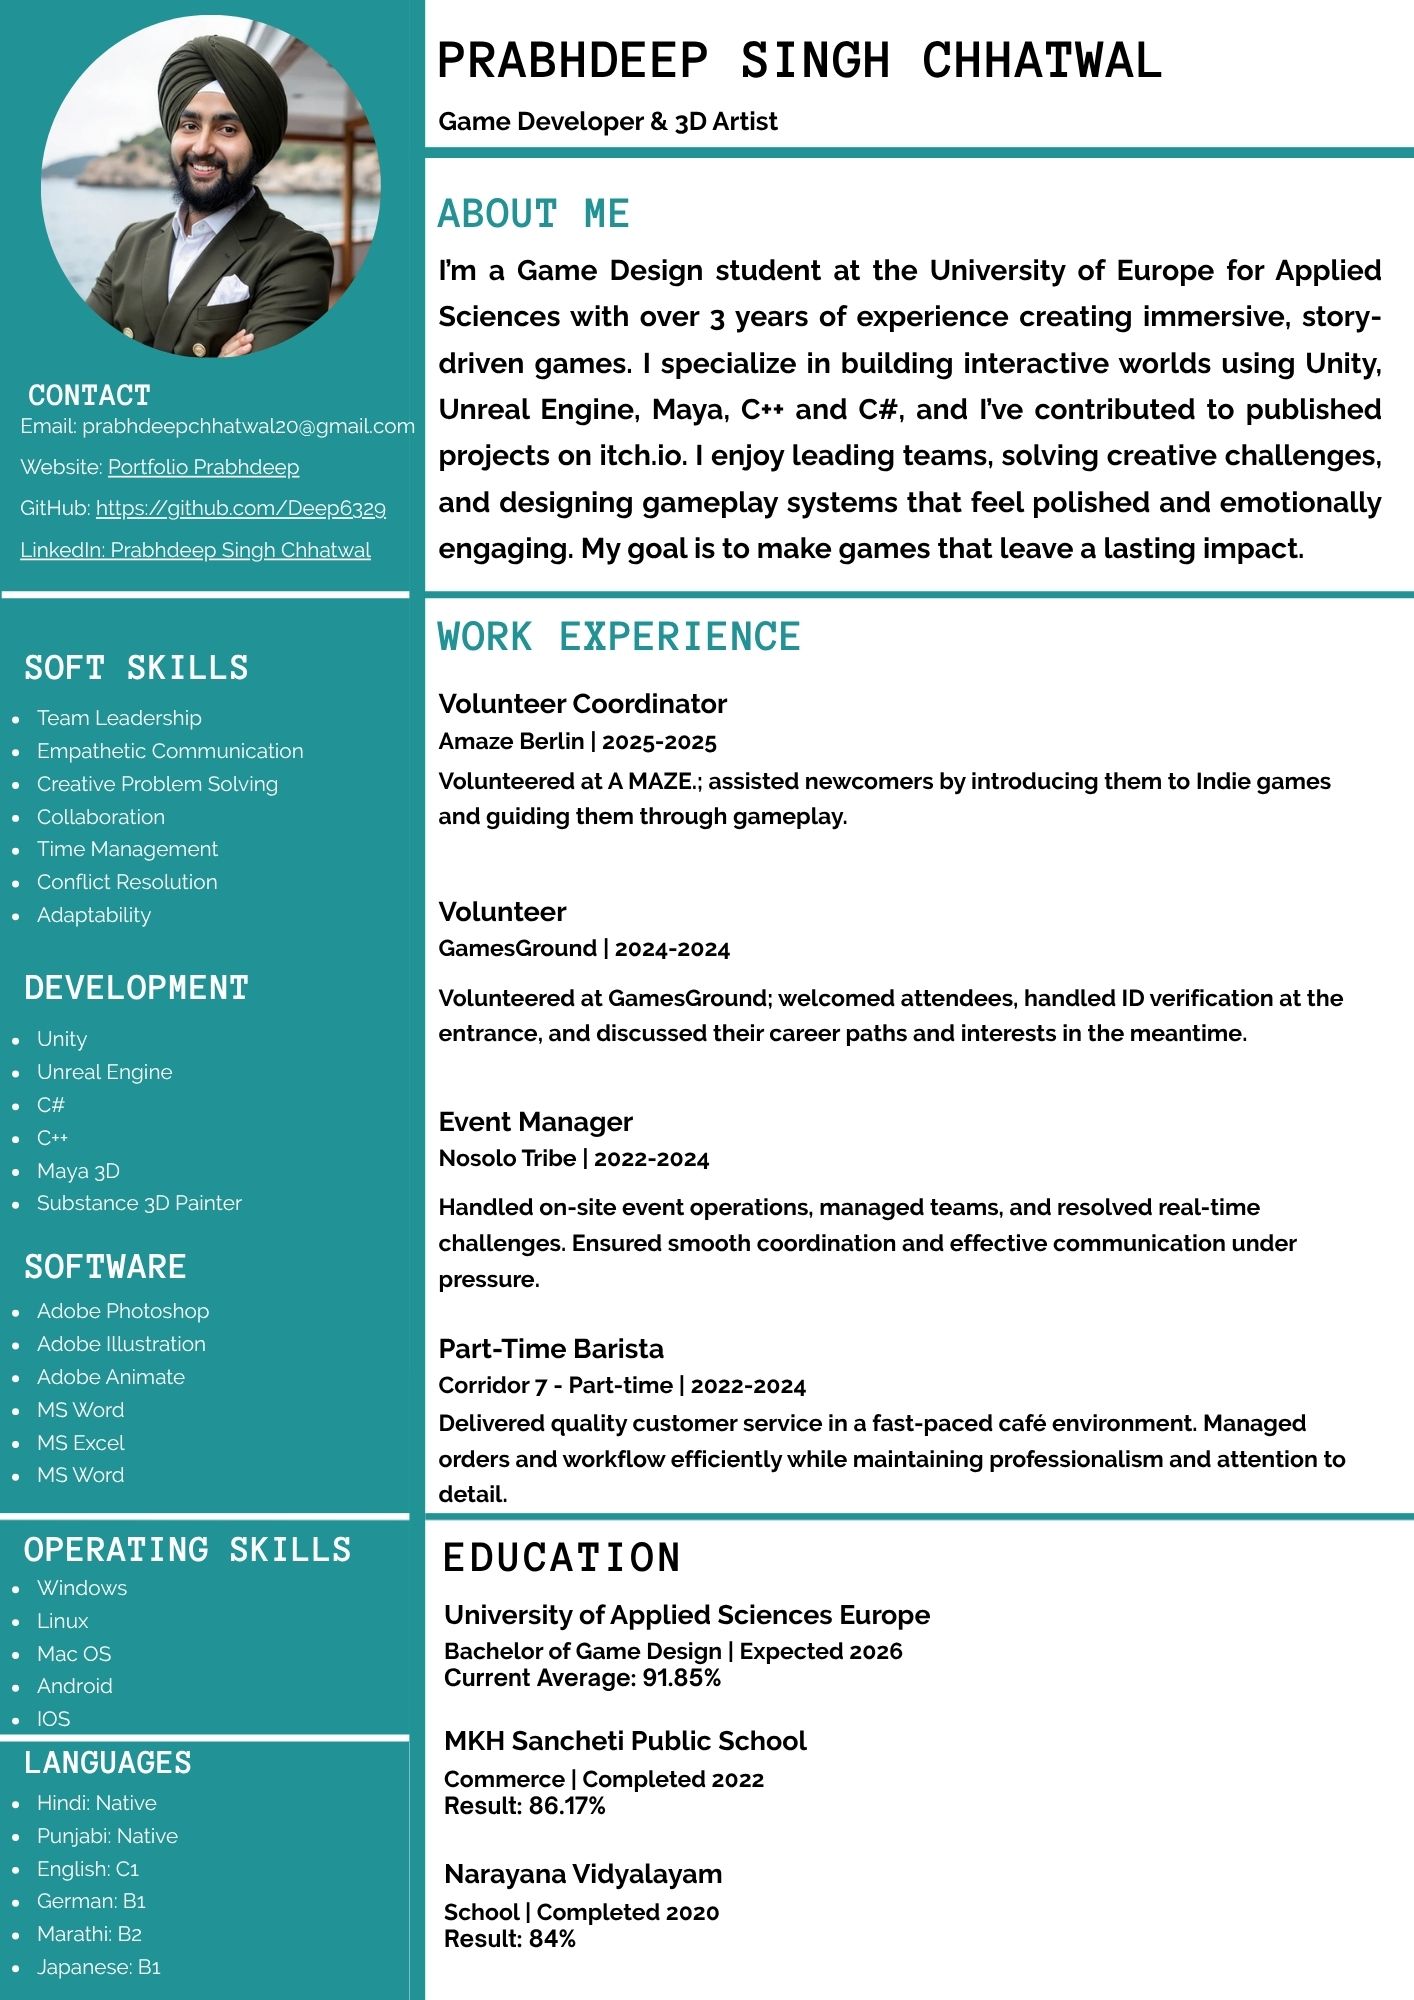 PRABHDEEP SINGH CHHATWAL
Game Developer & 3D Artist
CONTACT
Email: prabhdeepchhatwal20@gmail.com
Website: Portfolio Prabhdeep
GitHub: https://github.com/Deep6329
LinkedIn: Prabhdeep Singh Chhatwal
SOFT SKILLS
• Team Leadership
• Empathetic Communication
• Creative Problem Solving
• Collaboration
• Time Management
• Conflict Resolution
• Adaptability
DEVELOPMENT
• Unity
• Unreal Engine
• C#
• C++
• Maya 3D
• Substance 3D Painter
SOFTWARE
• Adobe Photoshop
• Adobe Illustration
• Adobe Animate
• MS Word
• MS Excel
• MS Word
OPERATING SKILLS
• Windows
• Linux
• Mac OS
• Android
• IOS
LANGUAGES
• Hindi: Native
• Punjabi: Native
• English: C1
• German: B1
• Marathi: B2
• Japanese: B1
ABOUT ME
I'm a Game Design student at the University of Europe for Applied
Sciences with over 3 years of experience creating immersive, story-
driven games. I specialize in building interactive worlds using Unity,
Unreal Engine, Maya, C++ and C#, and I've contributed to published
projects on itch.io. I enjoy leading teams, solving creative challenges,
and designing gameplay systems that feel polished and emotionally
engaging. My goal is to make games that leave a lasting impact.
WORK EXPERIENCE
Volunteer Coordinator
Amaze Berlin | 2025-2025
Volunteered at A MAZE.; assisted newcomers by introducing them to Indie games
and guiding them through gameplay.
Volunteer
GamesGround | 2024-2024
Volunteered at GamesGround; welcomed attendees, handled ID verification at the
entrance, and discussed their career paths and interests in the meantime.
Event Manager
Nosolo Tribe | 2022-2024
Handled on-site event operations, managed teams, and resolved real-time
challenges. Ensured smooth coordination and effective communication under
pressure.
Part-Time Barista
Corridor 7 - Part-time | 2022-2024
Delivered quality customer service in a fast-paced café environment. Managed
orders and workflow efficiently while maintaining professionalism and attention to
detail.
EDUCATION
University of Applied Sciences Europe
Bachelor of Game Design | Expected 2026
Current Average: 91.85%
MKH Sancheti Public School
Commerce | Completed 2022
Result: 86.17%
Narayana Vidyalayam
School | Completed 2020
Result: 84%